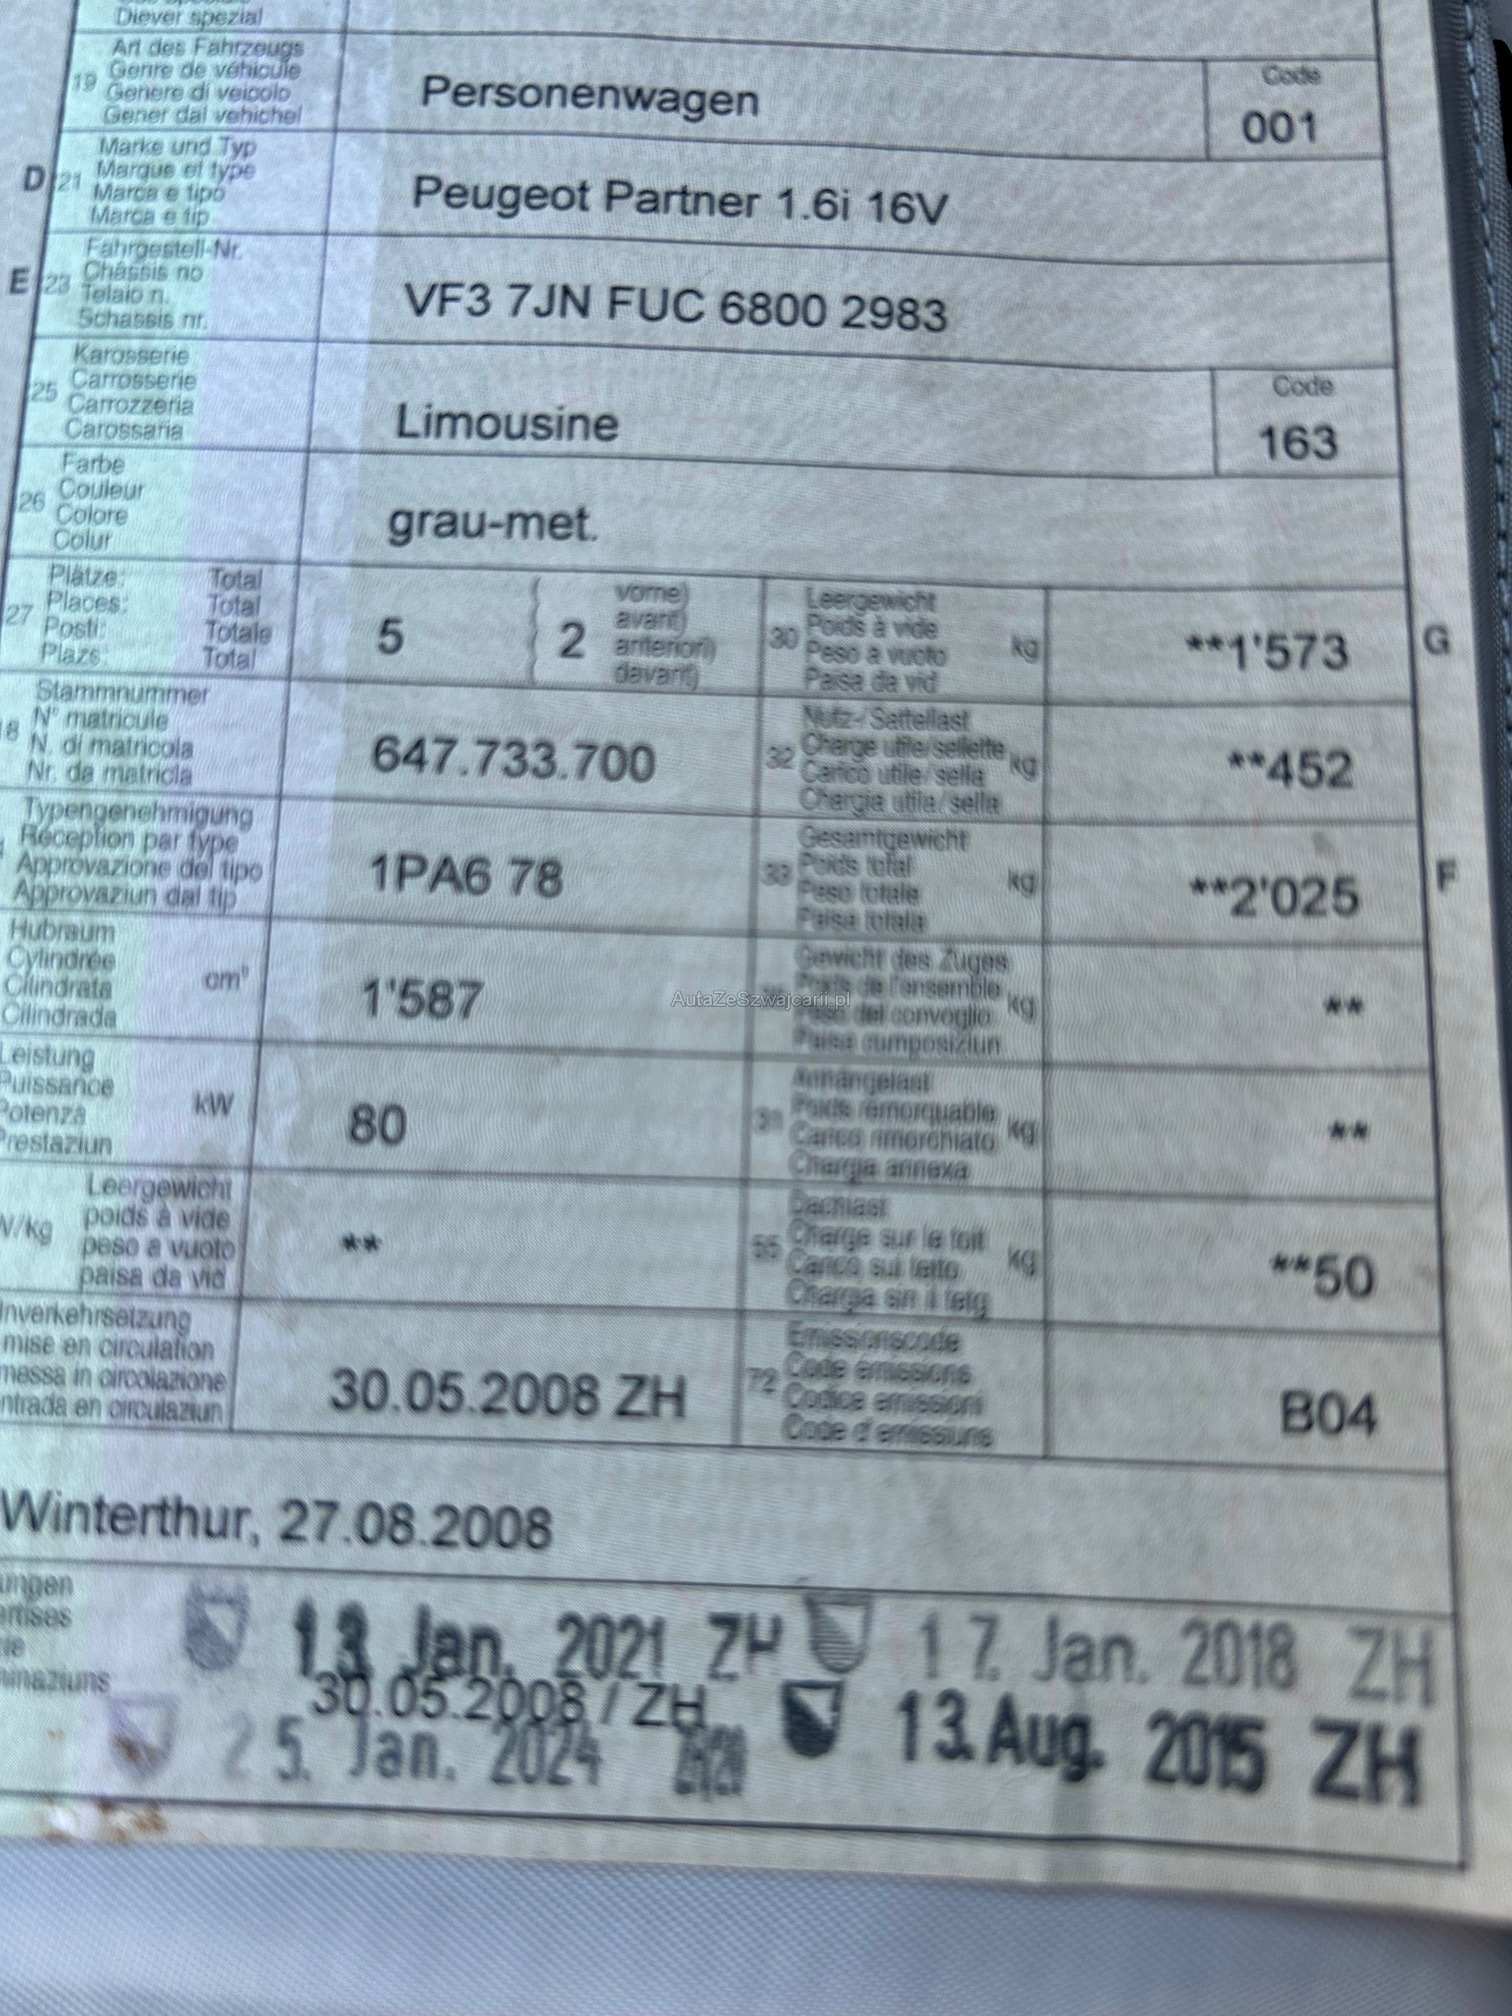 Diever spezial
19 Art des Fahrzeugs
Genre de véhicule
Genere di veicolo
Gener dal vehichel
Personenwagen
Code
001
D 21 Marke und Typ
Marque et type
Marca e tipo
Marca e tip
Peugeot Partner 1.6i 16V
E 23 Fahrgestell-Nr.
Châssis no
Telaio n.
Schassis nr.
VF3 7JN FUC 6800 2983
25 Karosserie
Carrosserie
Carrozzeria
Carossaria
Limousine
Code
163
26 Farbe
Couleur
Colore
Colur
grau-met.
27 Plätze: Total
Places: Total
Posti: Totale
Plazs: Total
5 { 2 vorne)
avant)
anteriori)
davant)
30 Leergewicht
Poids à vide
Peso a vuoto
Paisa da vid
kg
**1'573 G
8 Stammnummer
N° matricule
N. di matricola
Nr. da matricla
647.733.700
32 Nutz-/Sattellast
Charge utile/sellette
Carico utile/sella
Chargia utila/sella
kg
**452
Typengenehmigung
Réception par type
Approvazione del tipo
Approvaziun dal tip
1PA6 78
33 Gesamtgewicht
Poids total
Peso totale
Paisa totala
kg
**2'025 F
Hubraum
Cylindrée
Cilindrata
Cilindrada
cm³
1'587
Gewicht des Zuges
Poids de l'ensemble
Peso del convoglio
Paisa cumposiziun
kg
**
AutaZeSzwajcarii.pl
Leistung
Puissance
Potenza
Prestaziun
kW
80
31 Anhängelast
Poids remorquable
Carico rimorchiato
Chargia annexa
kg
**
/kg Leergewicht
poids à vide
peso a vuoto
paisa da vid
**
55 Dachlast
Charge sur le toit
Carico sul tetto
Chargia sin il tetg
kg
**50
Inverkehrsetzung
mise en circulation
messa in circolazione
ntrada en circulaziun
30.05.2008 ZH
72 Emissionscode
Code émissions
Codice emissioni
Code d'emissiuns
B04
Winterthur, 27.08.2008
ungen
ertises
ie
minaziuns
13. Jan. 2021 ZH
17. Jan. 2018 ZH
30.05.2008 / ZH
25. Jan. 2024
13. Aug. 2015 ZH